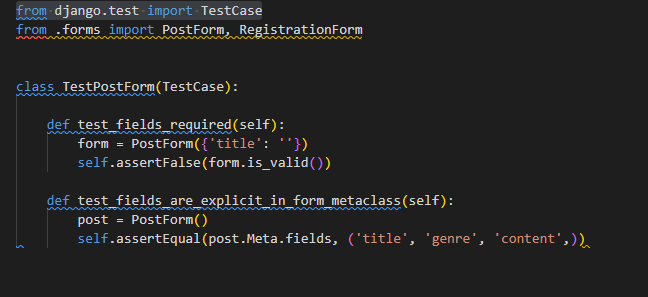 from django.test import TestCase
from .forms import PostForm, RegistrationForm
class TestPostForm(TestCase):
def test_fields_required(self):
form = PostForm({'title': ''})
self.assertFalse(form.is_valid())
def test_fields_are_explicit_in_form_metaclass(self):
post = PostForm()
self.assertEqual(post.Meta.fields, ('title', 'genre', 'content',))